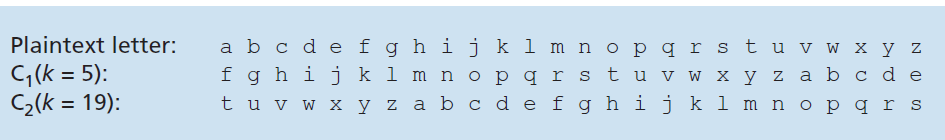 Plaintext letter: a b c d e f g h i j k l m n o p q r s t u v w x y z
C₁(k = 5): f g h i j k l m n o p q r s t u v w x y z a b c d e
C₂(k = 19): t u v w x y z a b c d e f g h i j k l m n o p q r s